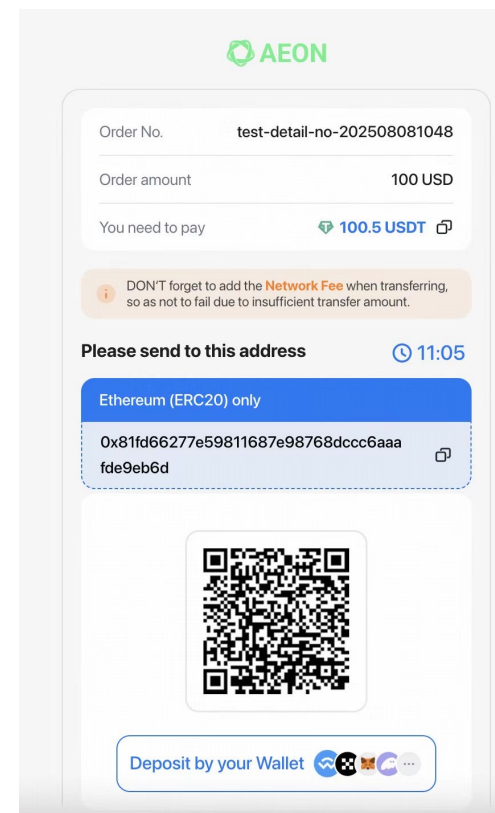 AEON
Order No. test-detail-no-202508081048
Order amount 100 USD
You need to pay 100.5 USDT
DON'T forget to add the Network Fee when transferring,
so as not to fail due to insufficient transfer amount.
Please send to this address 11:05
Ethereum (ERC20) only
0x81fd66277e59811687e98768dccc6aaa
fde9eb6d
Deposit by your Wallet